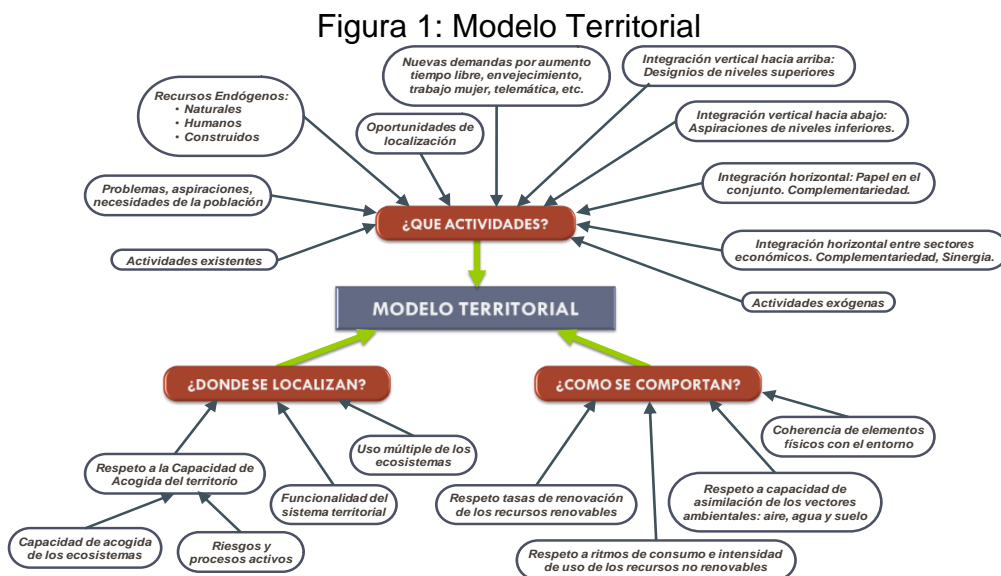 Figura 1: Modelo Territorial
Nuevas demandas por aumento
tiempo libre, envejecimiento,
trabajo mujer, telemática, etc.
Integración vertical hacia arriba:
Designios de niveles superiores
Recursos Endógenos:
• Naturales
• Humanos
• Construidos
Oportunidades de
localización
Integración vertical hacia abajo:
Aspiraciones de niveles inferiores.
Problemas, aspiraciones,
necesidades de la población
Integración horizontal: Papel en el
conjunto. Complementariedad.
¿QUE ACTIVIDADES?
Actividades existentes
Integración horizontal entre sectores
económicos. Complementariedad, Sinergia.
Actividades exógenas
MODELO TERRITORIAL
¿DONDE SE LOCALIZAN?
¿COMO SE COMPORTAN?
Uso múltiple de los
ecosistemas
Coherencia de elementos
físicos con el entorno
Respeto a la Capacidad de
Acogida del territorio
Funcionalidad del
sistema territorial
Respeto tasas de renovación
de los recursos renovables
Respeto a capacidad de
asimilación de los vectores
ambientales: aire, agua y suelo
Capacidad de acogida
de los ecosistemas
Riesgos y
procesos activos
Respeto a ritmos de consumo e intensidad
de uso de los recursos no renovables